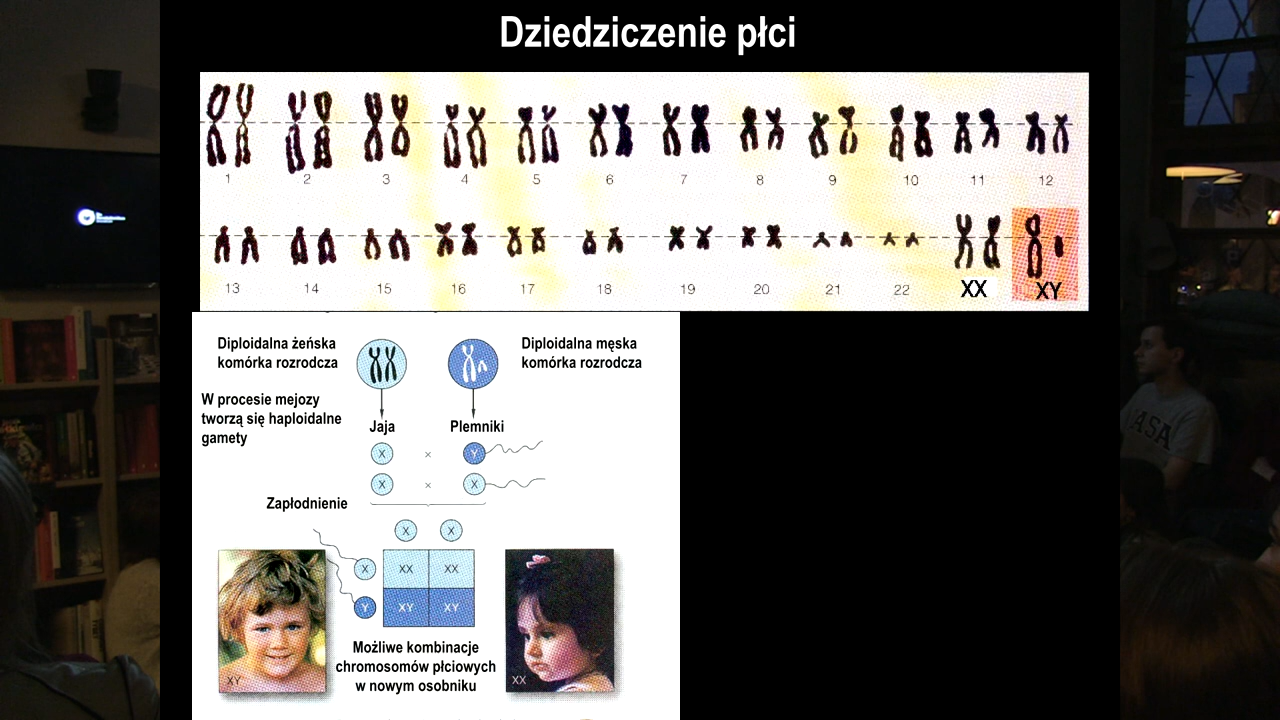 Dziedziczenie płci
1 2 3 4 5 6 7 8 9 10 11 12
13 14 15 16 17 18 19 20 21 22 XX XY
Diploidalna żeńska
komórka rozrodcza
Diploidalna męska
komórka rozrodcza
W procesie mejozy
tworzą się haploidalne
gamety
Jaja
Plemniki
X × Y
X × X
Zapłodnienie
X X
X XX XX
Y XY XY
Możliwe kombinacje
chromosomów płciowych
w nowym osobniku
XY
XX
ASA